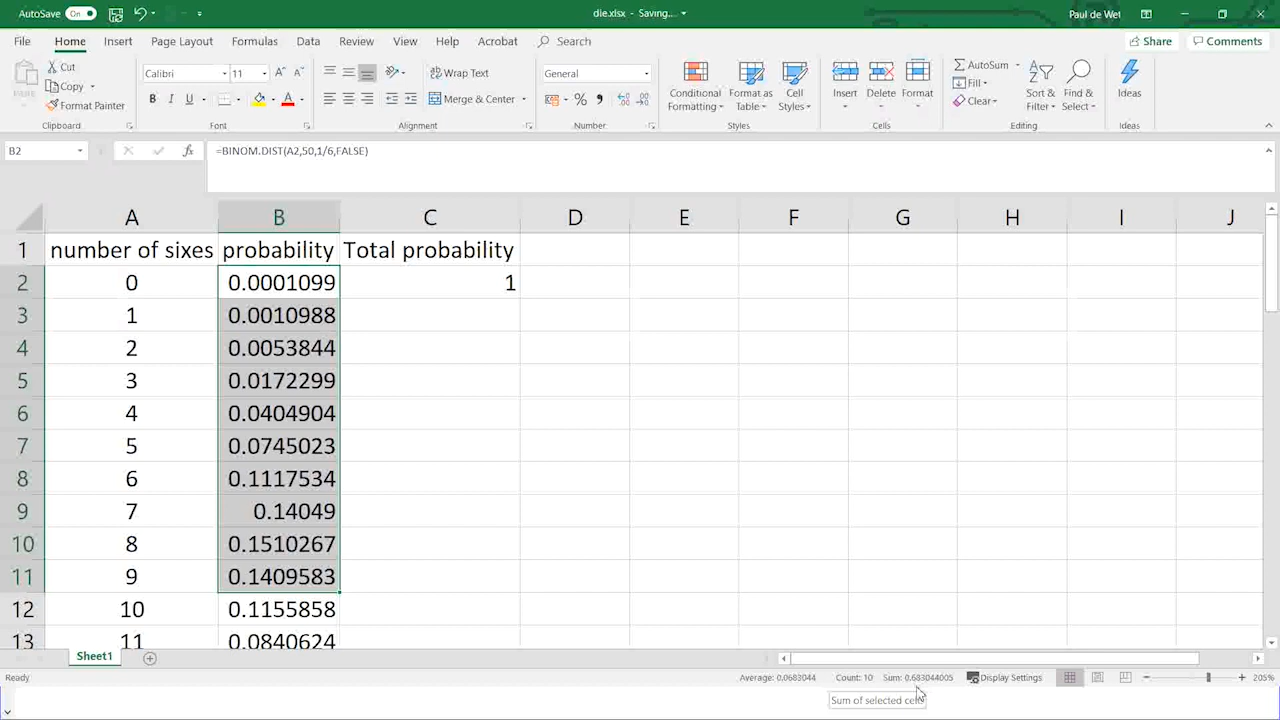 AutoSave On dle.xlsx - Saving... Paul de Wet
File Home Insert Page Layout Formulas Data Review View Help Acrobat Search Share Comments
Cut Calibri 11 Wrap Text General AutoSum
Paste Copy Conditional Format as Cell Insert Delete Format Fill Sort & Find & Ideas
Format Painter B I U A Merge & Center % , Formatting Table Styles Clear Filter Select
Clipboard Font Alignment Number Styles Cells Editing Ideas
B2 fx =BINOM.DIST(A2,50,1/6,FALSE)
A B C D E F G H I J
1 number of sixes probability Total probability
2 0 0.0001099 1
3 1 0.0010988
4 2 0.0053844
5 3 0.0172299
6 4 0.0404904
7 5 0.0745023
8 6 0.1117534
9 7 0.14049
10 8 0.1510267
11 9 0.1409583
12 10 0.1155858
13 11 0.0840624
Sheet1
Ready Average: 0.0683044 Count: 10 Sum: 0.683044005 Display Settings 205%
Sum of selected cells